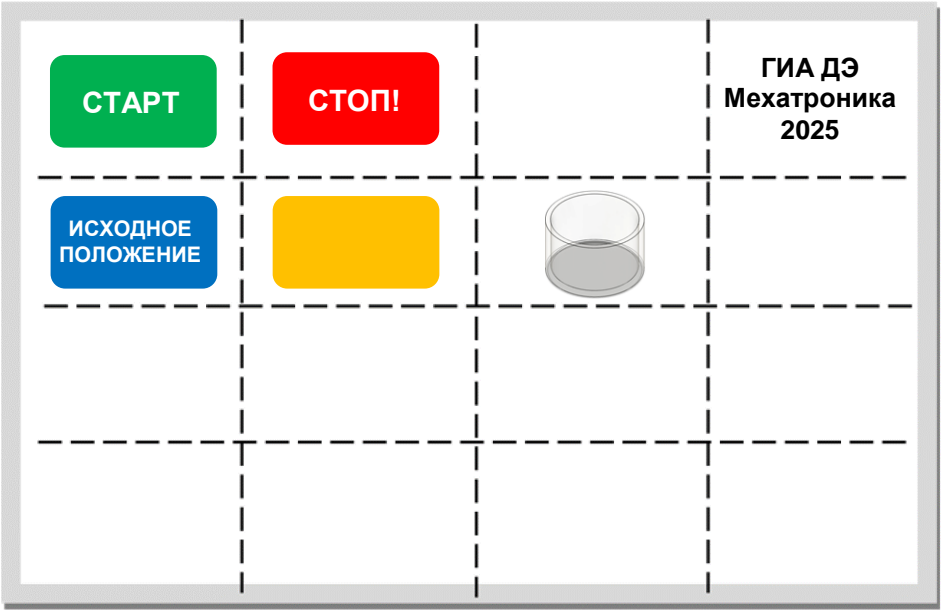 СТАРТ
СТОП!
ГИА ДЭ
Мехатроника
2025
ИСХОДНОЕ
ПОЛОЖЕНИЕ